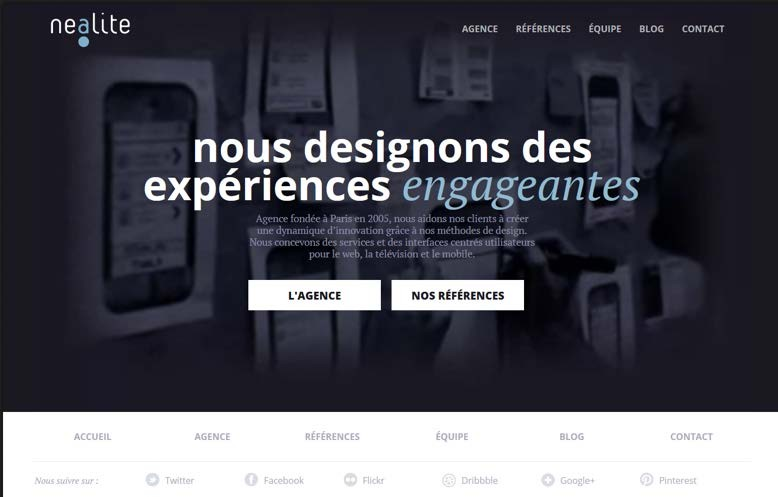 nealite
AGENCE RÉFÉRENCES ÉQUIPE BLOG CONTACT
nous designons des
expériences engageantes
Agence fondée à Paris en 2005, nous aidons nos clients à créer
une dynamique d'innovation grâce à nos méthodes de design.
Nous concevons des services et des interfaces centrés utilisateurs
pour le web, la télévision et le mobile.
L'AGENCE NOS RÉFÉRENCES
ACCUEIL AGENCE RÉFÉRENCES ÉQUIPE BLOG CONTACT
Nous suivre sur : Twitter Facebook Flickr Dribbble Google+ Pinterest